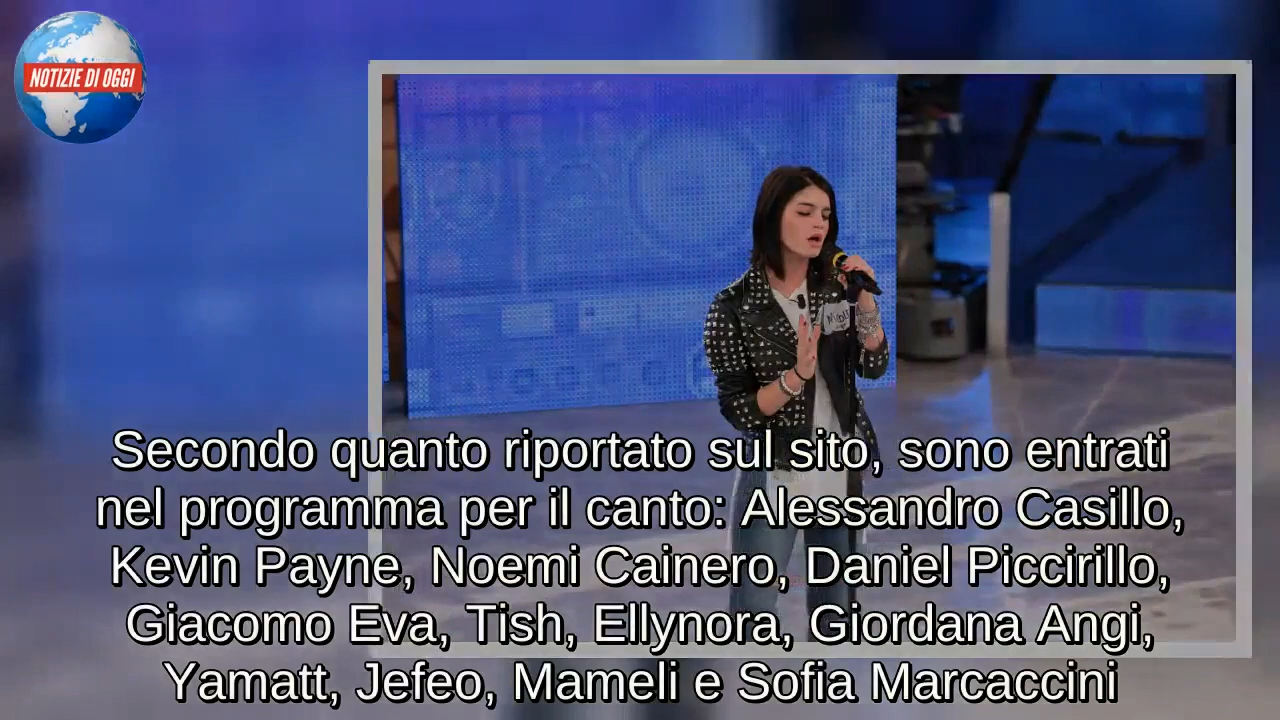 NOTIZIE DI OGGI
Secondo quanto riportato sul sito, sono entrati
nel programma per il canto: Alessandro Casillo,
Kevin Payne, Noemi Cainero, Daniel Piccirillo,
Giacomo Eva, Tish, Ellynora, Giordana Angi,
Yamatt, Jefeo, Mameli e Sofia Marcaccini